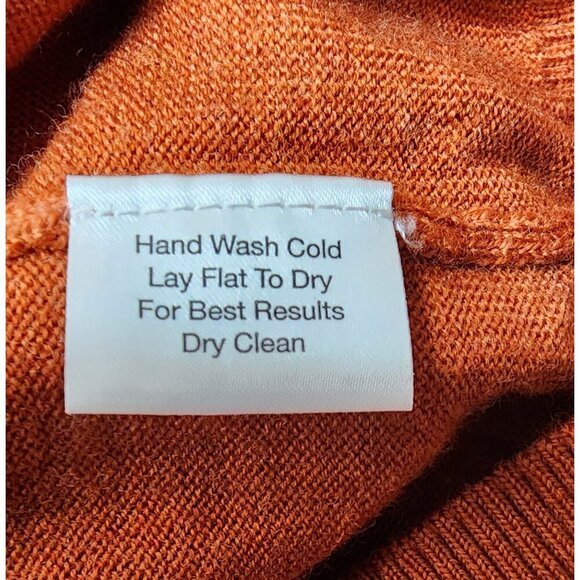 Hand Wash Cold
Lay Flat To Dry
For Best Results
Dry Clean